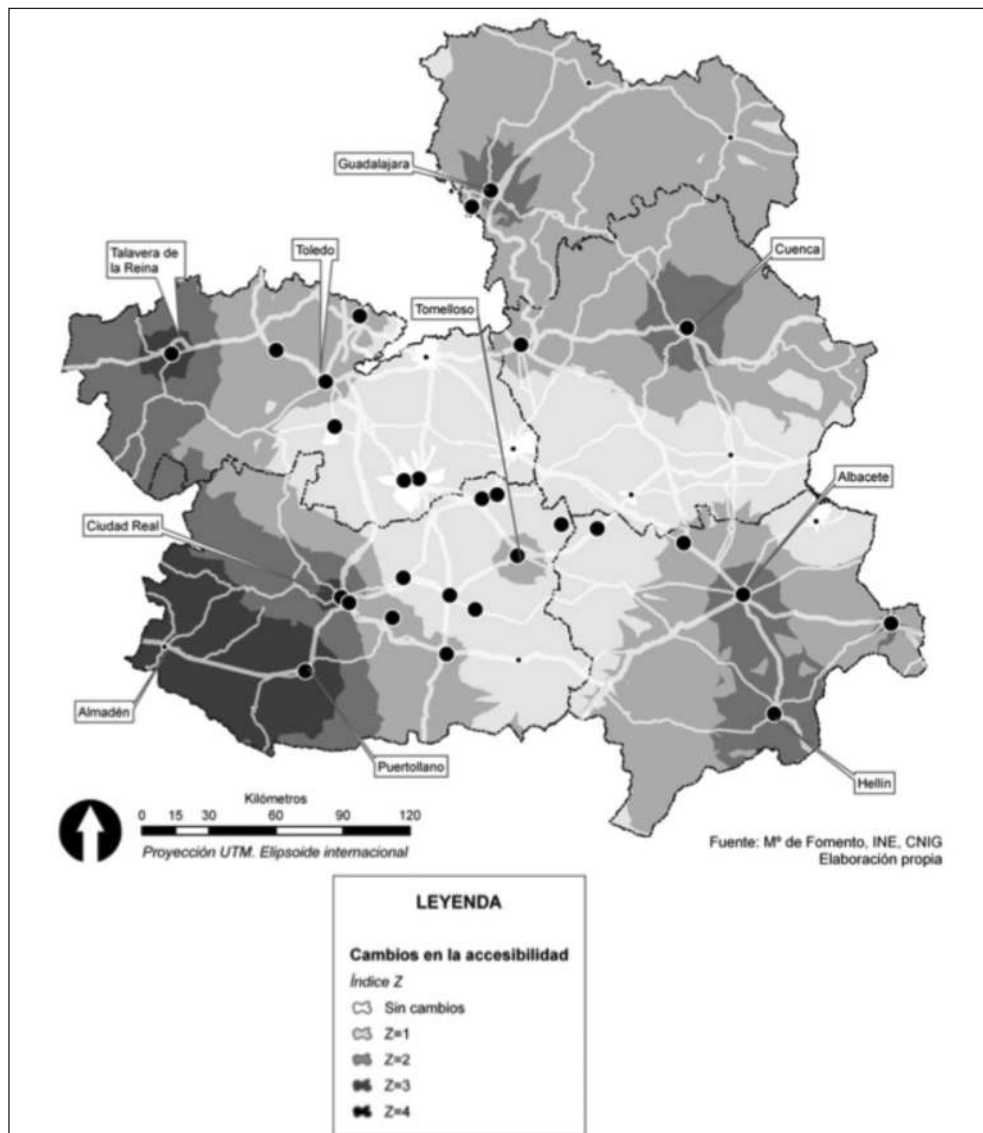 Guadalajara
Talavera de
la Reina
Toledo
Cuenca
Tomelloso
Albacete
Ciudad Real
Almadén
Puertollano
Hellín
Kilómetros
0 15 30 60 90 120
Proyección UTM. Elipsoide internacional
Fuente: Mº de Fomento, INE, CNIG
Elaboración propia
LEYENDA
Cambios en la accesibilidad
Índice Z
Sin cambios
Z=1
Z=2
Z=3
Z=4